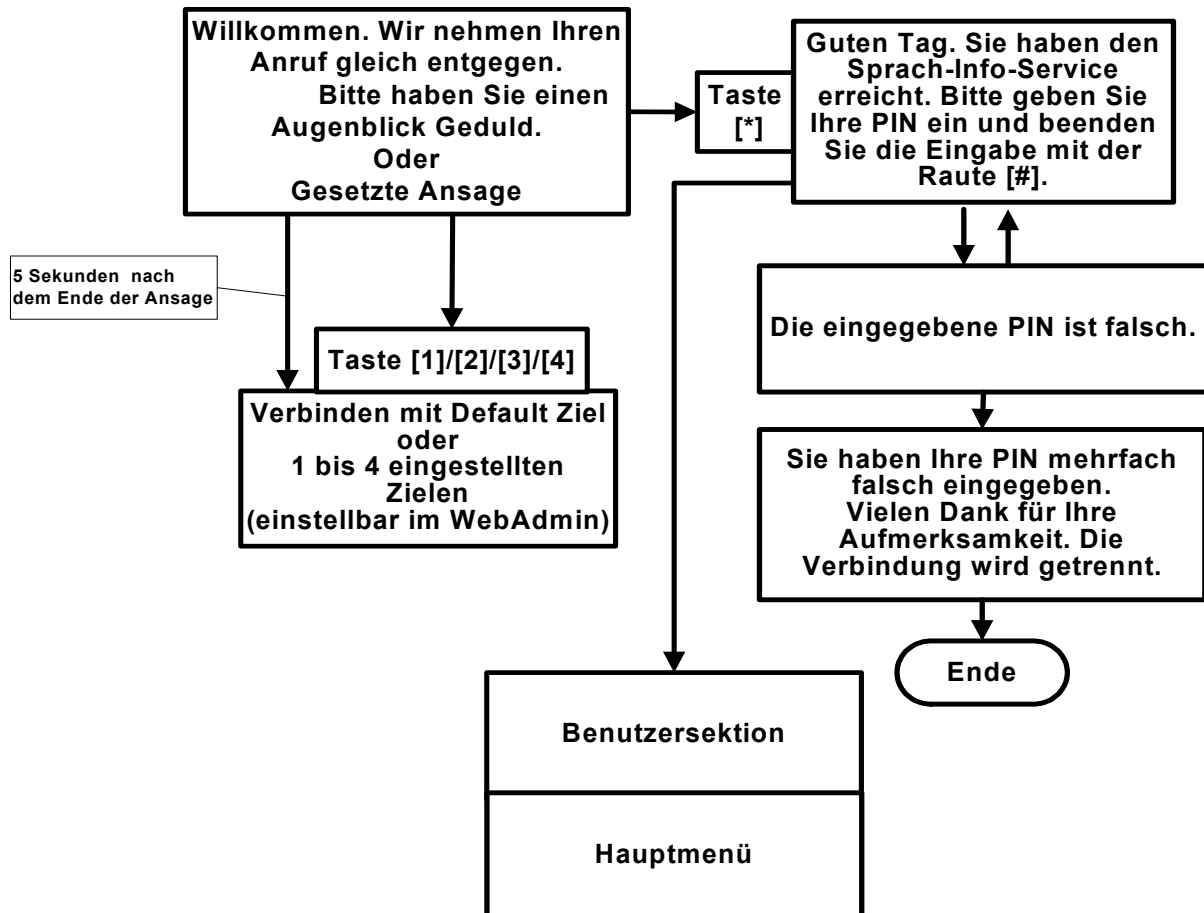 Willkommen. Wir nehmen Ihren
Anruf gleich entgegen.
Bitte haben Sie einen
Augenblick Geduld.
Oder
Gesetzte Ansage
Taste
[*]
Guten Tag. Sie haben den
Sprach-Info-Service
erreicht. Bitte geben Sie
Ihre PIN ein und beenden
Sie die Eingabe mit der
Raute [#].
5 Sekunden nach
dem Ende der Ansage
Die eingegebene PIN ist falsch.
Taste [1]/[2]/[3]/[4]
Verbinden mit Default Ziel
oder
1 bis 4 eingestellten
Zielen
(einstellbar im WebAdmin)
Sie haben Ihre PIN mehrfach
falsch eingegeben.
Vielen Dank für Ihre
Aufmerksamkeit. Die
Verbindung wird getrennt.
Ende
Benutzersektion
Hauptmenü